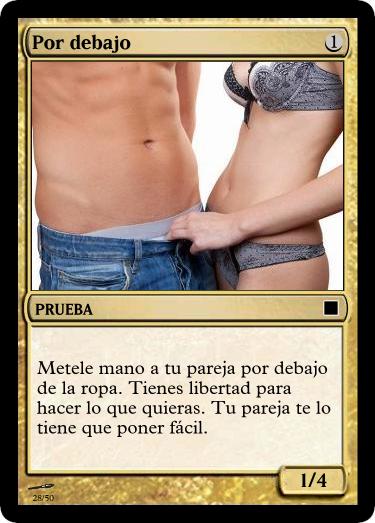 Por debajo 1
PRUEBA
Metele mano a tu pareja por debajo
de la ropa. Tienes libertad para
hacer lo que quieras. Tu pareja te lo
tiene que poner fácil.
28/50
1/4